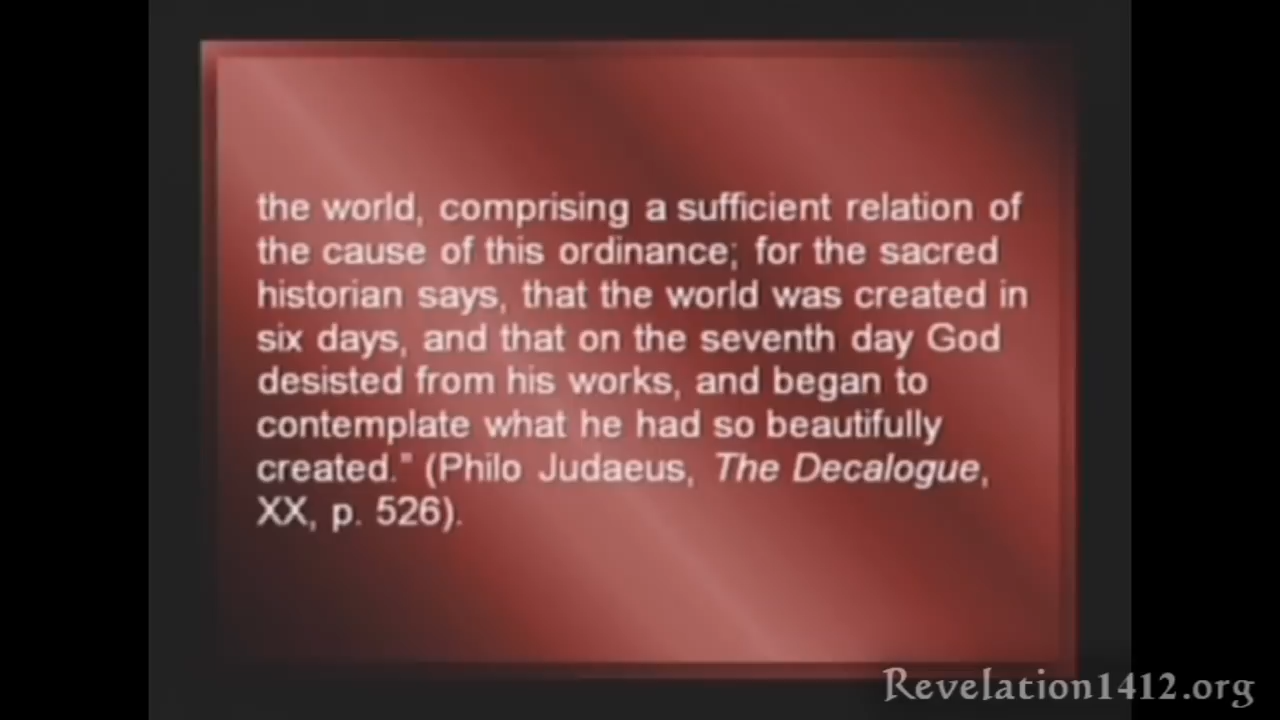 the world, comprising a sufficient relation of
the cause of this ordinance; for the sacred
historian says, that the world was created in
six days, and that on the seventh day God
desisted from his works, and began to
contemplate what he had so beautifully
created." (Philo Judaeus, The Decalogue,
XX, p. 526).
Revelation1412.org